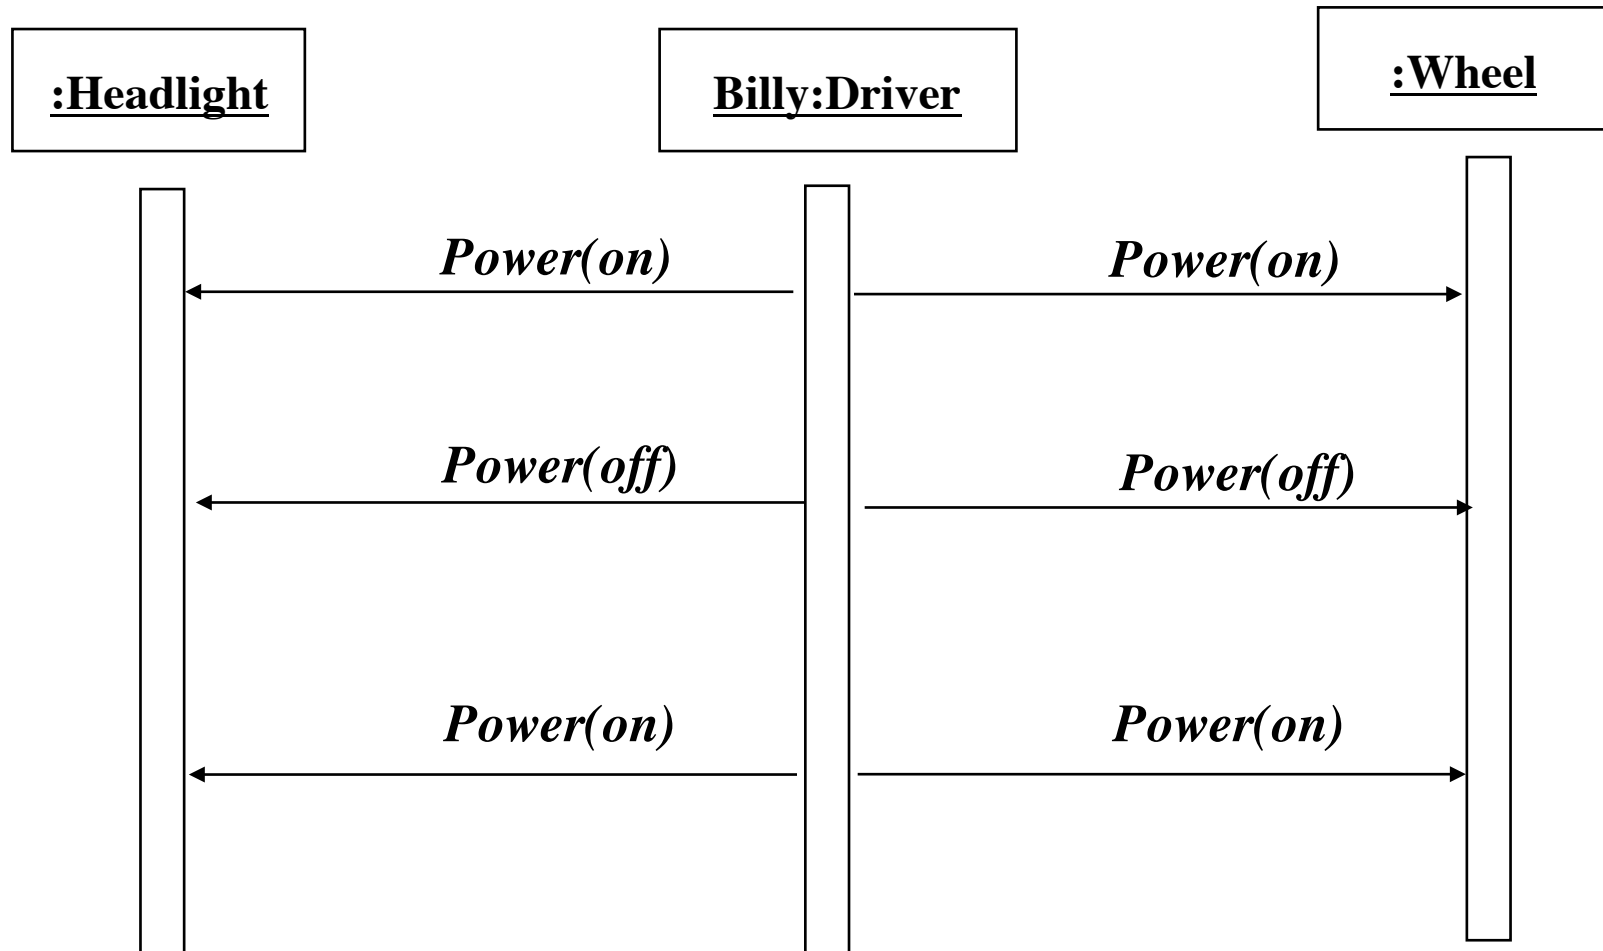 :Headlight
Billy:Driver
:Wheel
Power(on)
Power(on)
Power(off)
Power(off)
Power(on)
Power(on)